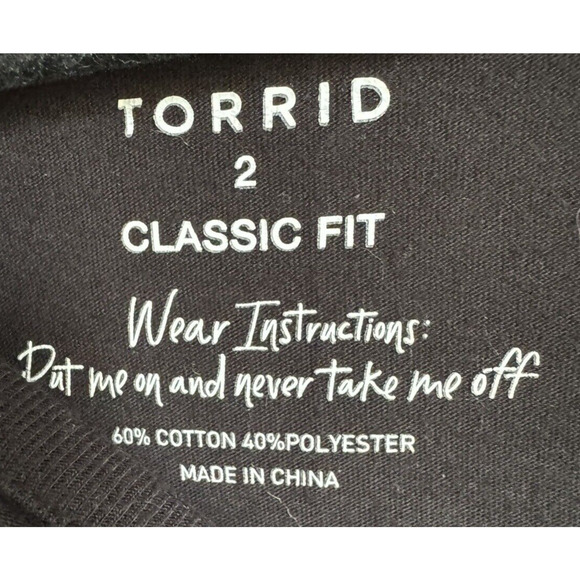 TORRID
2
CLASSIC FIT
Wear Instructions:
Put me on and never take me off
60% COTTON 40%POLYESTER
MADE IN CHINA